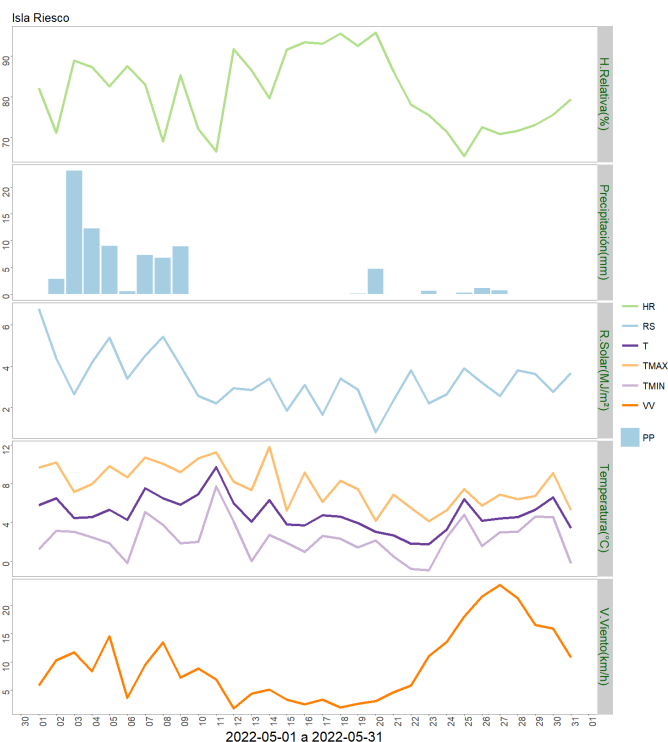 Isla Riesco
70 80 90
H.Relativa(%)
0 5 10 15 20
Precipitación(mm)
2 4 6
R.Solar(MJ/m²)
0 4 8 12
Temperatura(°C)
5 10 15 20
V.Viento(km/h)
HR
RS
T
TMAX
TMIN
VV
PP
30 01 02 03 04 05 06 07 08 09 10 11 12 13 14 15 16 17 18 19 20 21 22 23 24 25 26 27 28 29 30 31 01
2022-05-01 a 2022-05-31